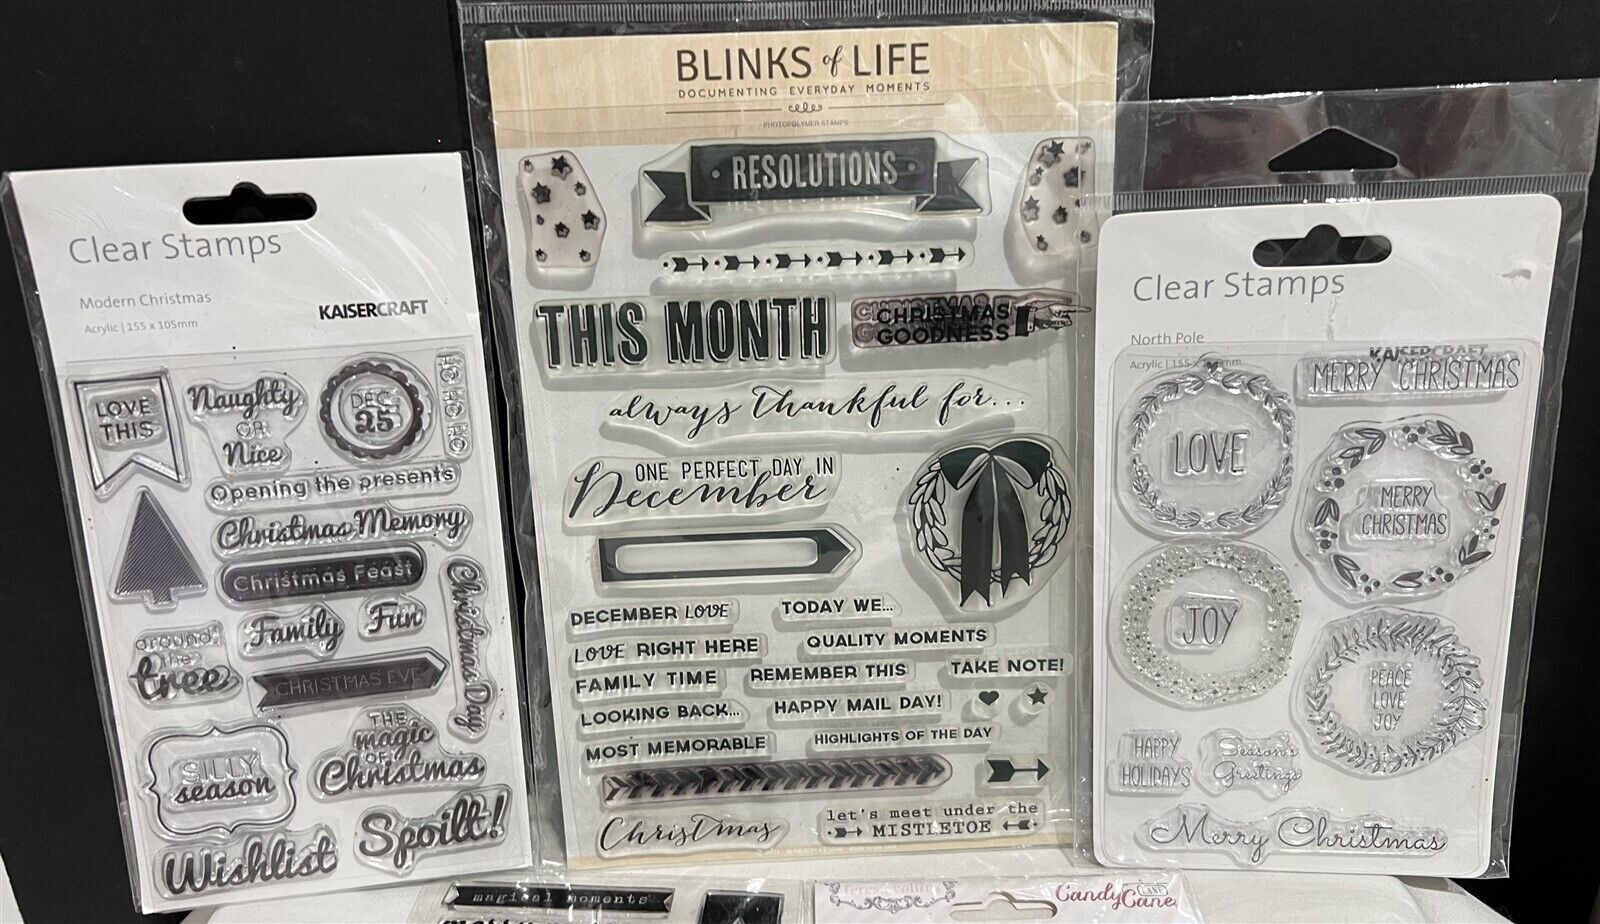 Clear Stamps
Modern Christmas
Acrylic | 155 x 105mm
KAISERCRAFT
LOVE
THIS
Naughty
OR
Nice
DEC
25
HO HO HO
Opening the presents
Christmas Memory
Christmas Feast
Family
Fun
Christmas Day
around
the
tree
CHRISTMAS EVE
SILLY
season
THE
magic
OF
Christmas
Wishlist
Spoilt!
BLINKS of LIFE
DOCUMENTING EVERYDAY MOMENTS
PHOTOPOLYMER STAMPS
RESOLUTIONS
THIS MONTH
CHRISTMAS
GOODNESS
always thankful for...
ONE PERFECT DAY IN
December
DECEMBER LOVE
TODAY WE...
LOVE RIGHT HERE
QUALITY MOMENTS
FAMILY TIME
REMEMBER THIS
TAKE NOTE!
LOOKING BACK...
HAPPY MAIL DAY!
MOST MEMORABLE
HIGHLIGHTS OF THE DAY
Christmas
let's meet under the
MISTLETOE
Clear Stamps
North Pole
Acrylic | 155 mm
KAISERCRAFT
MERRY CHRISTMAS
LOVE
MERRY
CHRISTMAS
JOY
PEACE
LOVE
JOY
HAPPY
HOLIDAYS
Season's
Greetings
Merry Christmas
magical moments
CandyCane
LANE